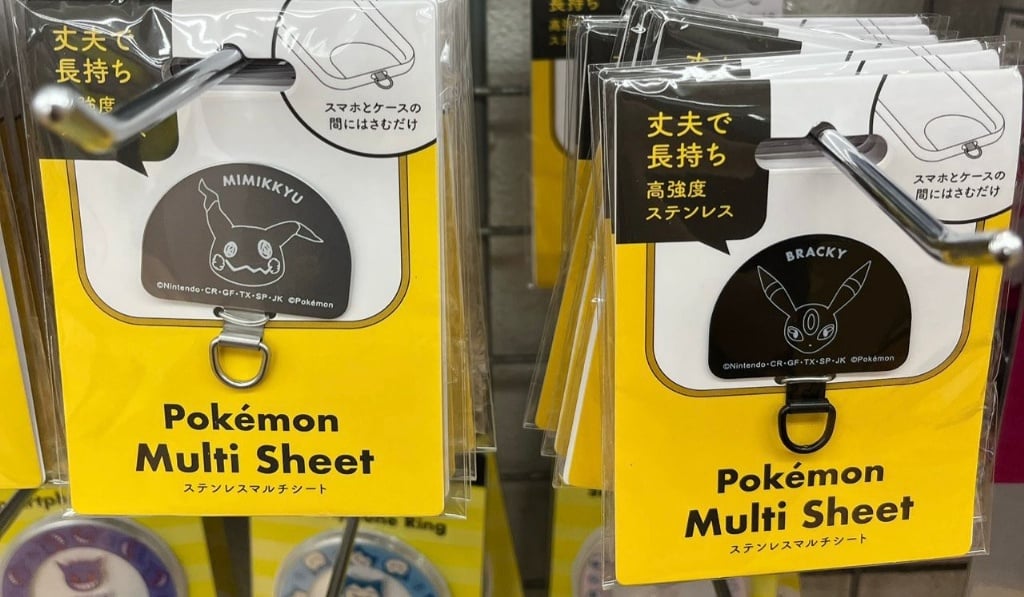 丈夫で
長持ち
強度
スマホとケースの
間にはさむだけ
MIMIKKYU
©Nintendo・CR・GF・TX・SP・JK ©Pokémon
Pokémon
Multi Sheet
ステンレスマルチシート
丈夫で
長持ち
高強度
ステンレス
スマホとケースの
間にはさむだけ
BRACKY
©Nintendo・CR・GF・TX・SP・JK ©Pokémon
Pokémon
Multi Sheet
ステンレスマルチシート
Ring